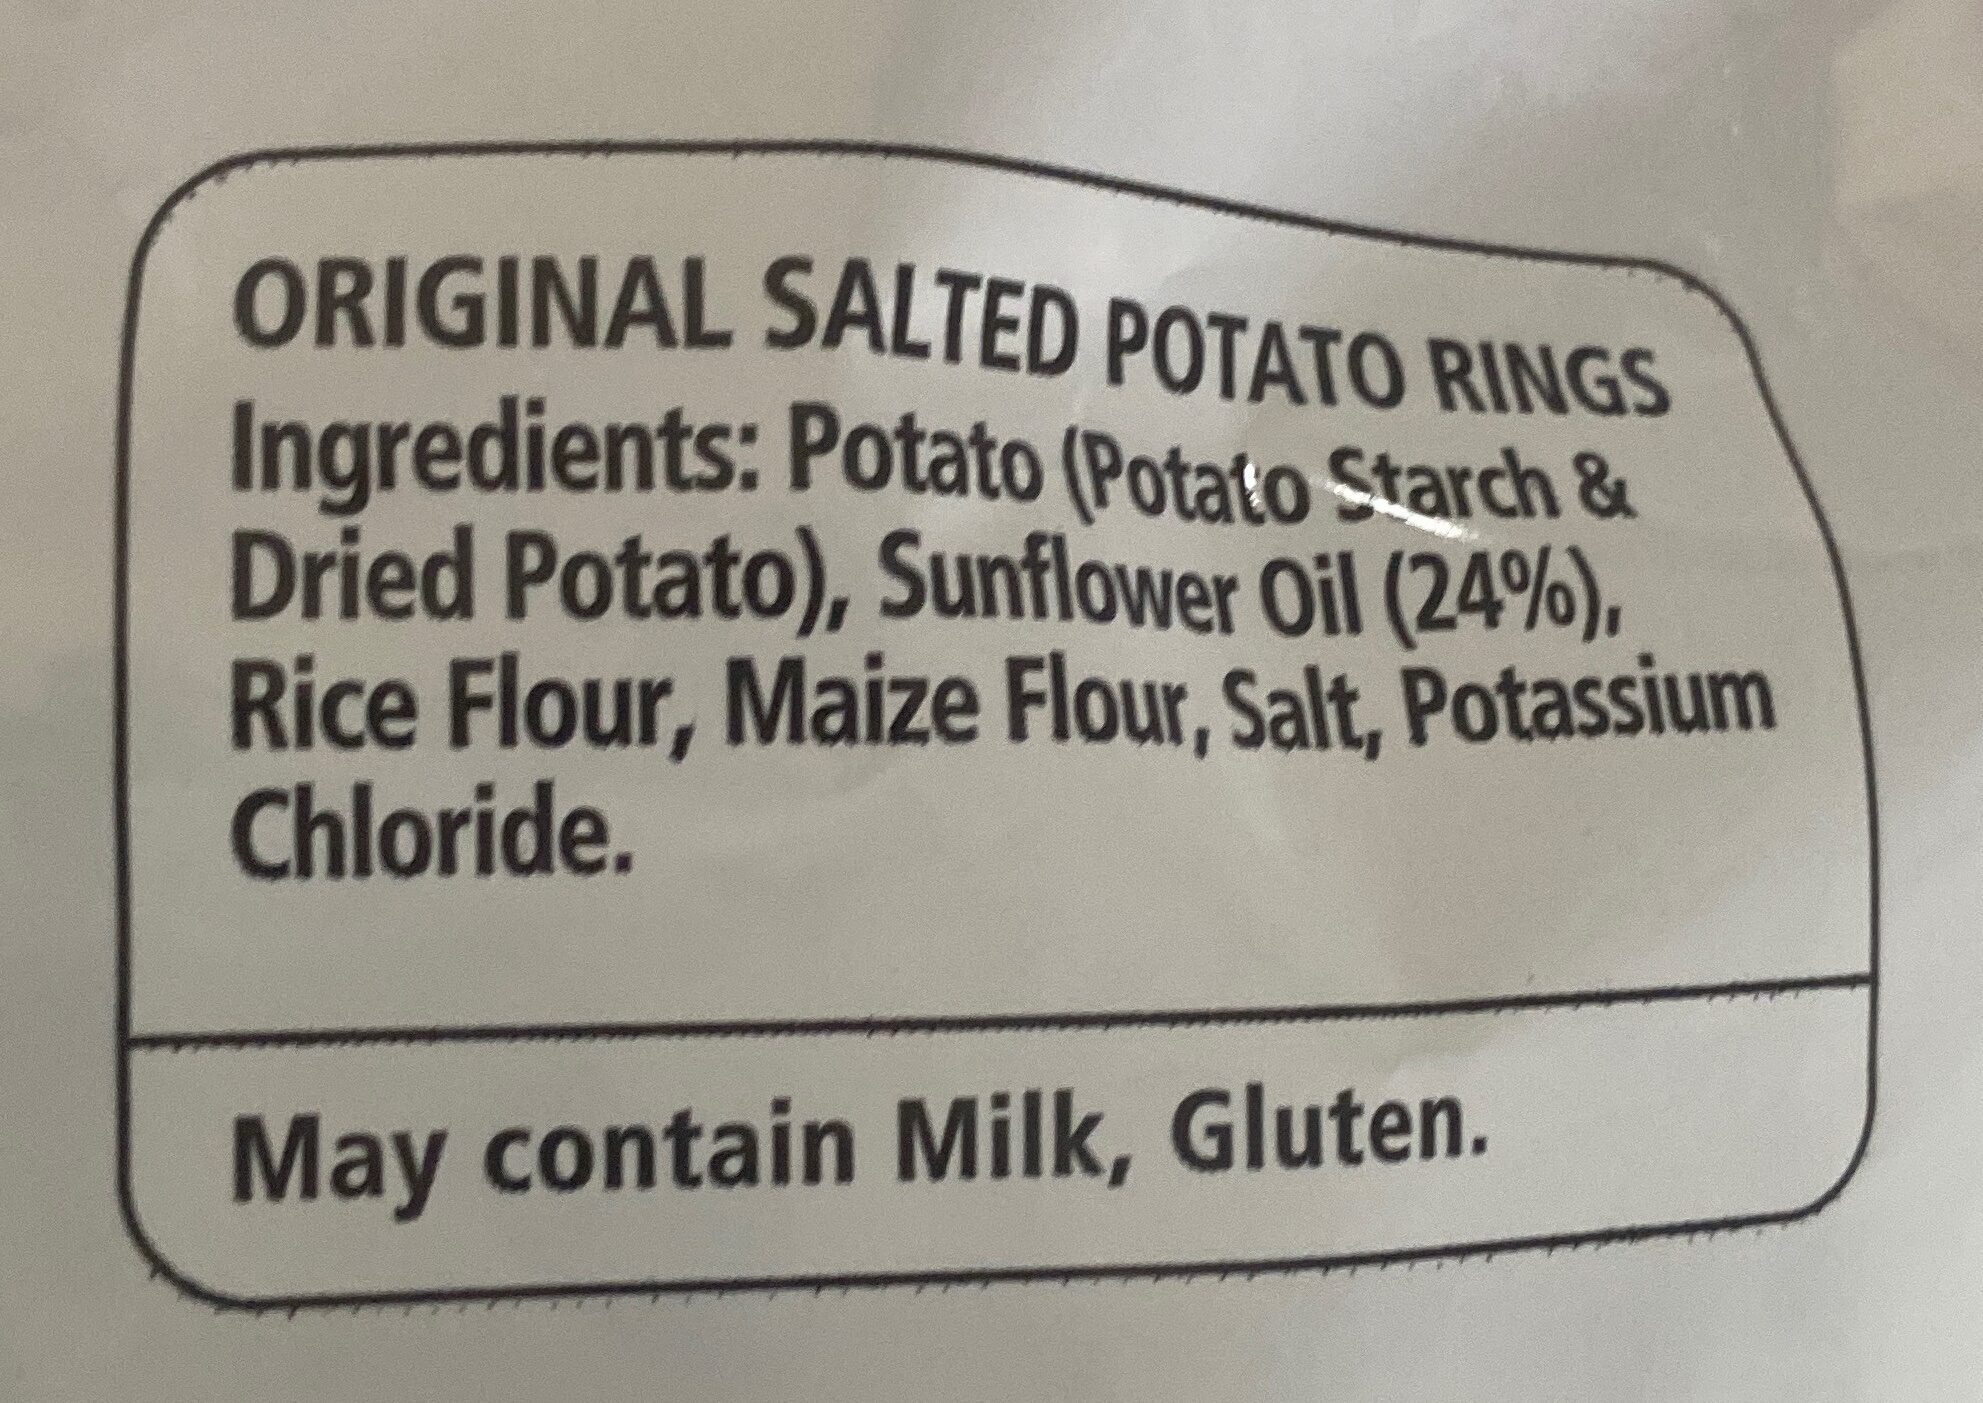 ORIGINAL SALTED POTATO RINGS
Ingredients: Potato (Potato Starch &
Dried Potato), Sunflower Oil (24%),
Rice Flour, Maize Flour, Salt, Potassium
Chloride.
May contain Milk, Gluten.